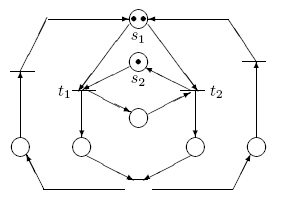 s₁
s₂
t₁ t₂